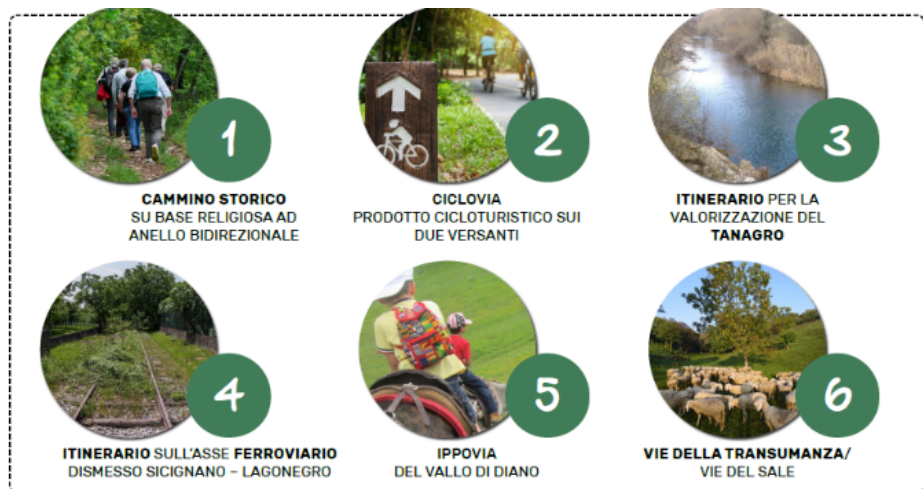 1
CAMMINO STORICO
SU BASE RELIGIOSA AD
ANELLO BIDIREZIONALE
2
CICLOVIA
PRODOTTO CICLOTURISTICO SUI
DUE VERSANTI
3
ITINERARIO PER LA
VALORIZZAZIONE DEL
TANAGRO
4
ITINERARIO SULL'ASSE FERROVIARIO
DISMESSO SICIGNANO – LAGONEGRO
5
IPPOVIA
DEL VALLO DI DIANO
6
VIE DELLA TRANSUMANZA/
VIE DEL SALE